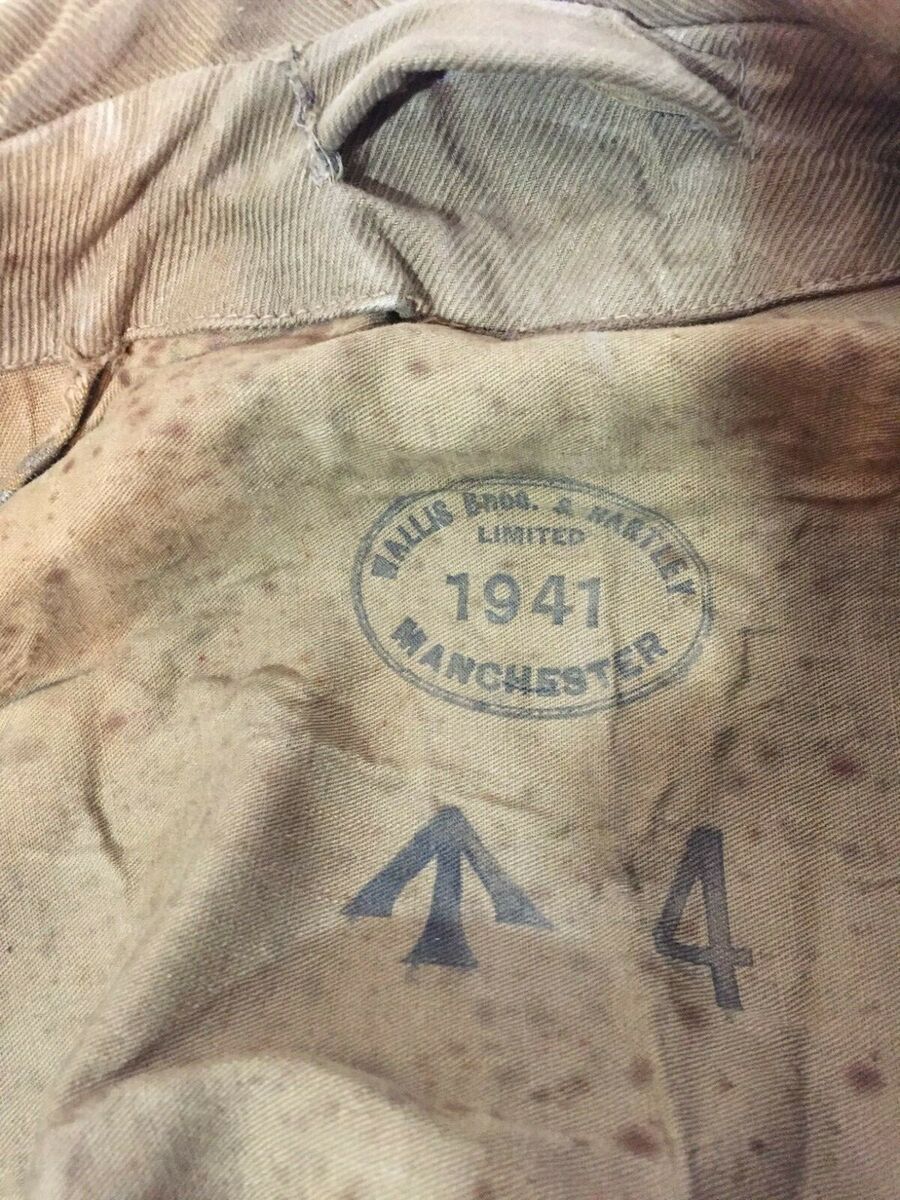 WALLIS Bros. & HARTLEY
LIMITED
1941
MANCHESTER
4